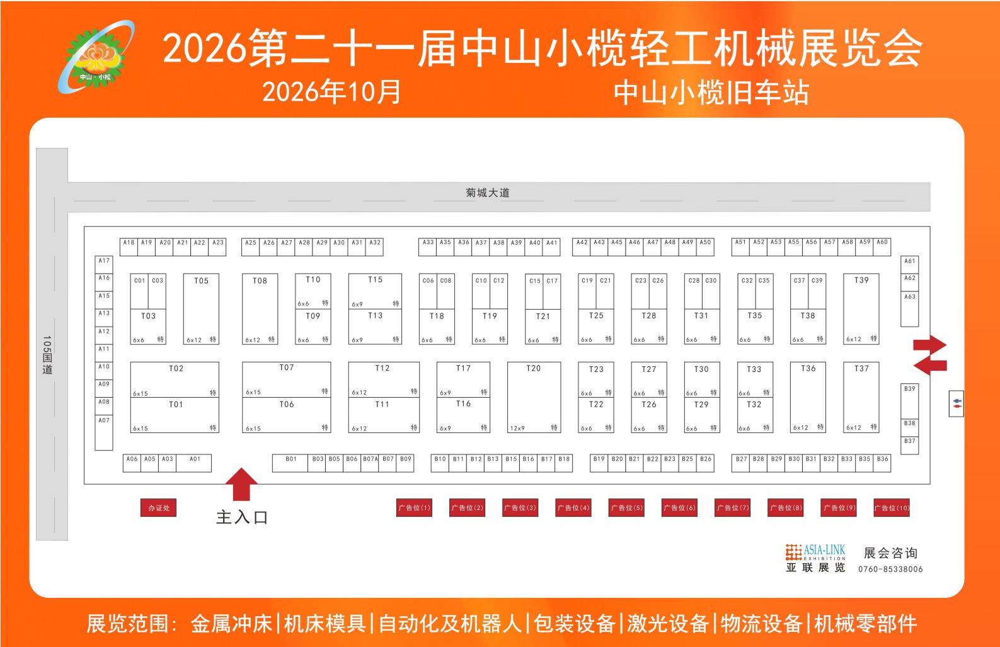 2026第二十一届中山小榄轻工机械展览会
中山·小榄
2026年10月 中山小榄旧车站
菊城大道
105国道
A18 A19 A20 A21 A22 A23 A25 A26 A27 A28 A29 A30 A31 A32 A33 A35 A36 A37 A38 A39 A40 A41 A42 A43 A45 A46 A47 A48 A49 A50 A51 A52 A53 A55 A56 A57 A58 A59 A60
A17
A16
A15
A13
A12
A11
A10
A09
A08
A07
C01 C03 T05 T08 T10 T15 C06 C08 C10 C12 C15 C17 C19 C21 C23 C26 C28 C30 C32 C35 C37 C39 T39
6x6 特 6x9 特
T03 T09 T13 T18 T19 T21 T25 T28 T31 T35 T38
6x6 特 6x12 特 6x12 特 6x6 特 6x9 特 6x6 特 6x6 特 6x6 特 6x6 特 6x6 特 6x6 特 6x6 特 6x6 特 6x12 特
A61
A62
A63
T02 T07 T12 T17 T20 T23 T27 T30 T33 T36 T37
6x15 特 6x15 特 6x12 特 6x9 特 6x6 特 6x6 特 6x6 特 6x6 特
T01 T06 T11 T16 T22 T26 T29 T32
6x15 特 6x15 特 6x12 特 6x9 特 12x9 特 6x6 特 6x6 特 6x6 特 6x6 特 6x12 特 6x12 特
B39
B38
B37
A06 A05 A03 A01 B01 B03 B05 B06 B07A B07 B09 B10 B11 B12 B13 B15 B16 B17 B18 B19 B20 B21 B22 B23 B25 B26 B27 B28 B29 B30 B31 B32 B33 B35 B36
办证处
主入口
广告位(1) 广告位(2) 广告位(3) 广告位(4) 广告位(5) 广告位(6) 广告位(7) 广告位(8) 广告位(9) 广告位(10)
ASIA-LINK
EXHIBITION
亚联展览
展会咨询
0760-85338006
展览范围：金属冲床|机床模具|自动化及机器人|包装设备|激光设备|物流设备|机械零部件